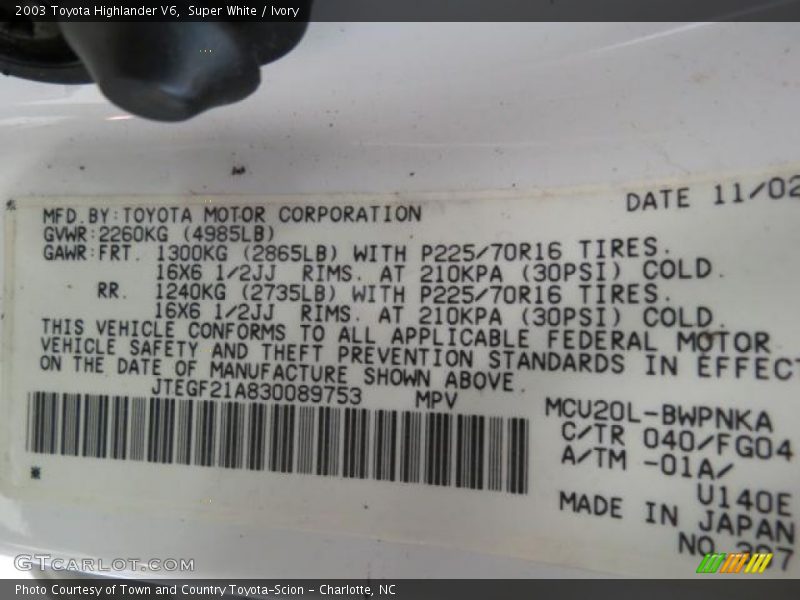 2003 Toyota Highlander V6, Super White / Ivory
DATE 11/02
MFD.BY:TOYOTA MOTOR CORPORATION
GVWR:2260KG (4985LB)
GAWR:FRT. 1300KG (2865LB) WITH P225/70R16 TIRES.
16X6 1/2JJ RIMS. AT 210KPA (30PSI) COLD.
RR. 1240KG (2735LB) WITH P225/70R16 TIRES.
16X6 1/2JJ RIMS. AT 210KPA (30PSI) COLD.
THIS VEHICLE CONFORMS TO ALL APPLICABLE FEDERAL MOTOR
VEHICLE SAFETY AND THEFT PREVENTION STANDARDS IN EFFECT
ON THE DATE OF MANUFACTURE SHOWN ABOVE.
JTEGF21A830089753 MPV
MCU20L-BWPNKA
C/TR 040/FG04
A/TM -01A/
U140E
MADE IN JAPAN
NO.
GTCARLOT.COM
Photo Courtesy of Town and Country Toyota-Scion - Charlotte, NC